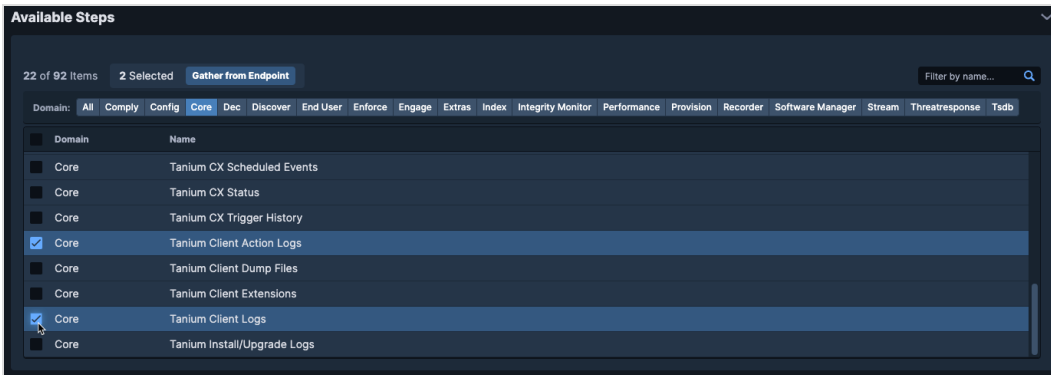 Available Steps
22 of 92 Items 2 Selected Gather from Endpoint Filter by name...
Domain: All Comply Config Core Dec Discover End User Enforce Engage Extras Index Integrity Monitor Performance Provision Recorder Software Manager Stream Threatresponse Tsdb
Domain Name
Core Tanium CX Scheduled Events
Core Tanium CX Status
Core Tanium CX Trigger History
Core Tanium Client Action Logs
Core Tanium Client Dump Files
Core Tanium Client Extensions
Core Tanium Client Logs
Core Tanium Install/Upgrade Logs